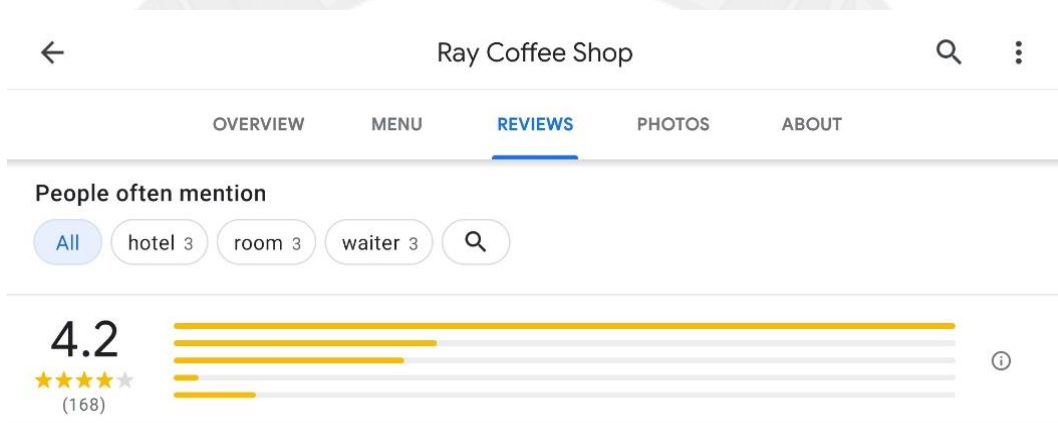 Ray Coffee Shop
OVERVIEW MENU REVIEWS PHOTOS ABOUT
People often mention
All hotel 3 room 3 waiter 3
4.2
(168)